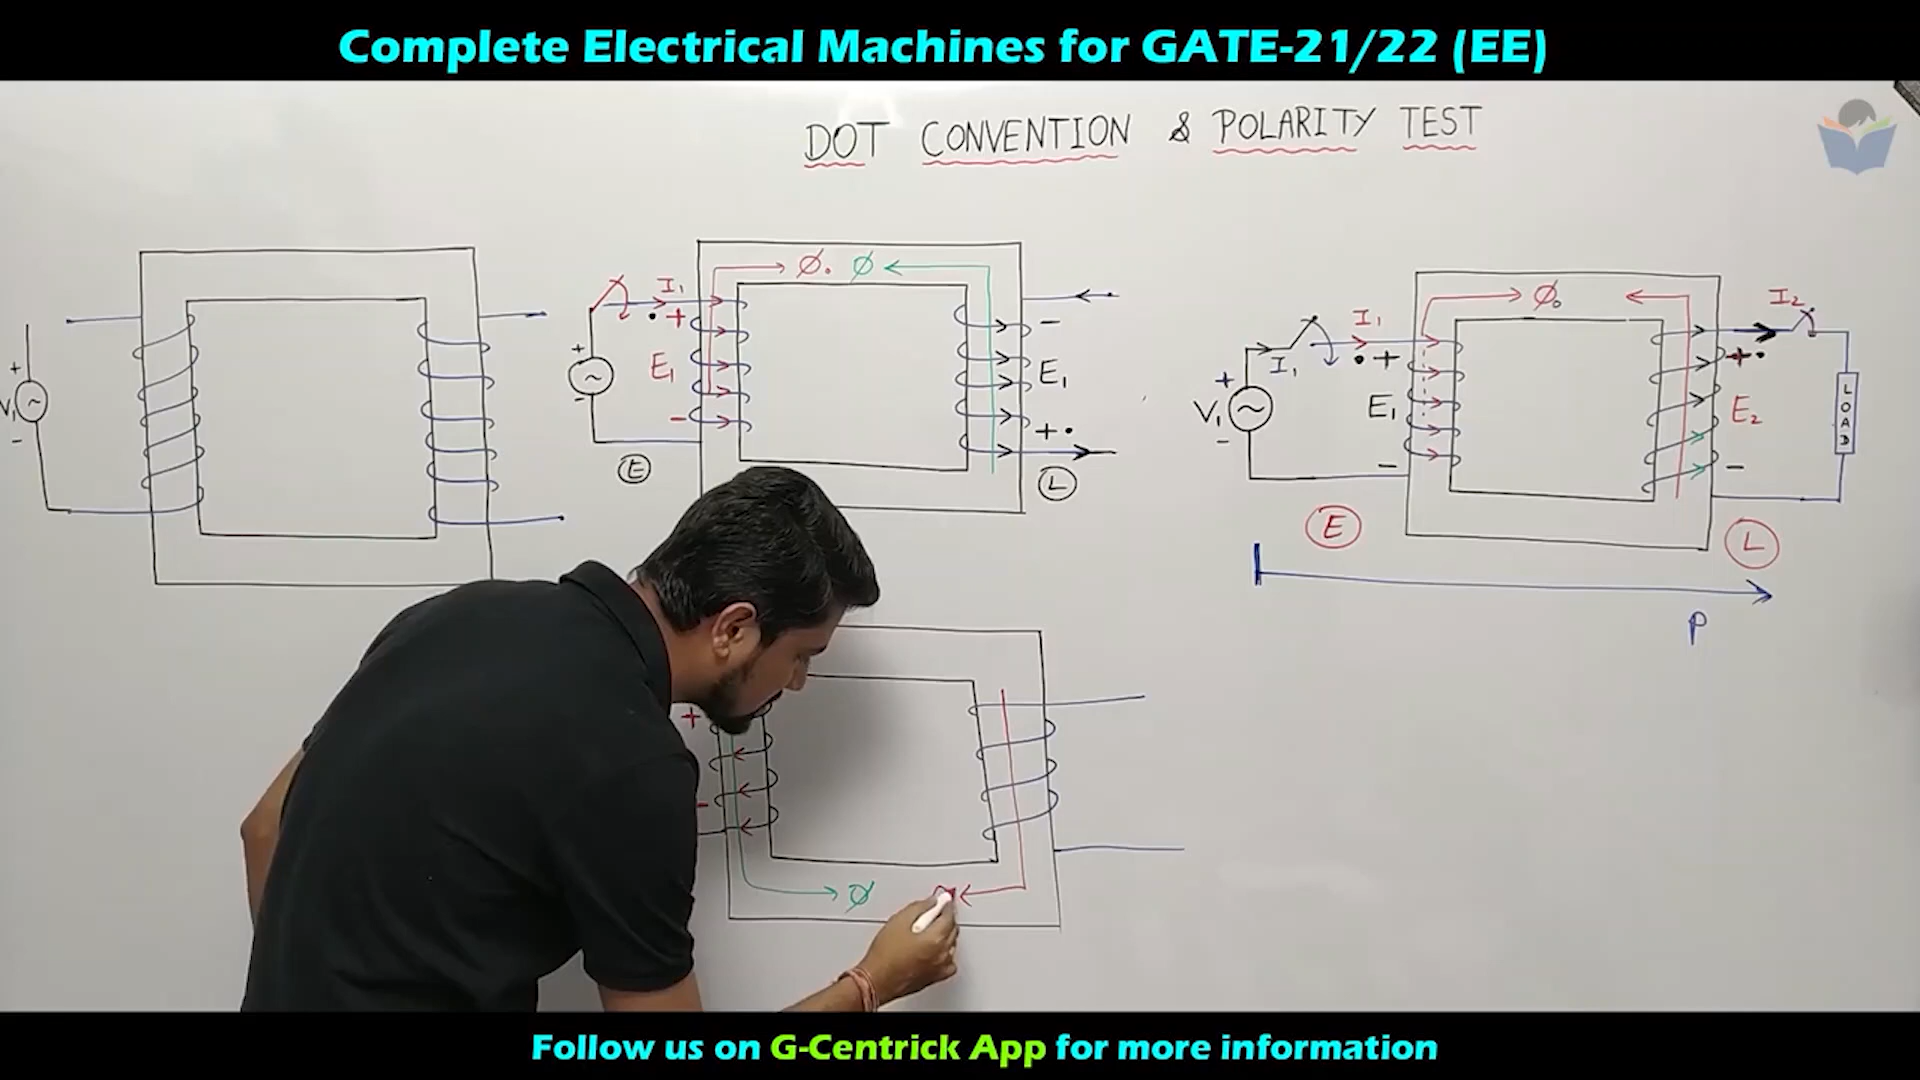 Complete Electrical Machines for GATE-21/22 (EE)
DOT CONVENTION & POLARITY TEST
+
V₁
-
I₁
+
-
E₁
+
-
E
∅. ∅
-
E₁
+
L
I₁
I₁
+
V₁
-
+
E₁
-
E
∅₀
I₂
+
E₂
-
L
LOAD
P
+
-
∅
Follow us on G-Centrick App for more information